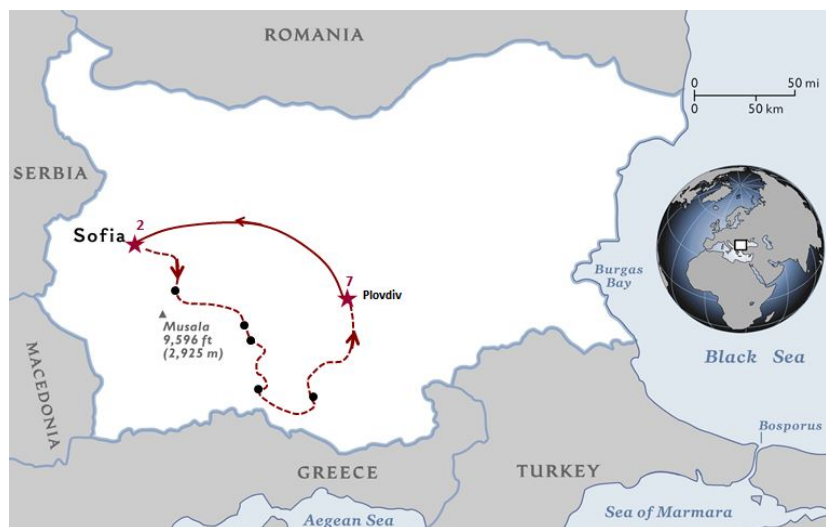 ROMANIA
0 50 mi
0 50 km
SERBIA
2
Sofia
7
Plovdiv
Burgas
Bay
Musala
9,596 ft
(2,925 m)
MACEDONIA
Black Sea
Bosporus
GREECE
TURKEY
Aegean Sea
Sea of Marmara